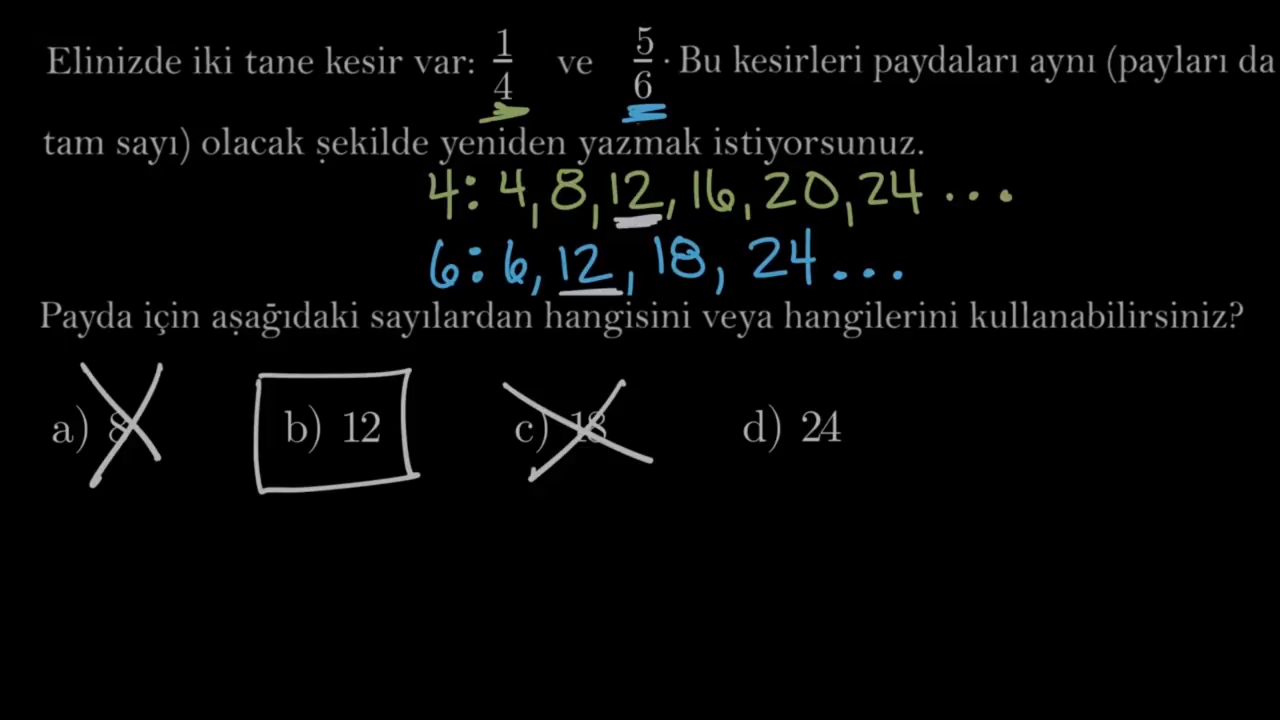 Elinizde iki tane kesir var: 1/4 ve 5/6. Bu kesirleri paydaları aynı (payları da
tam sayı) olacak şekilde yeniden yazmak istiyorsunuz.
4: 4, 8, 12, 16, 20, 24 ...
6: 6, 12, 18, 24 ...
Payda için aşağıdaki sayılardan hangisini veya hangilerini kullanabilirsiniz?
a) 8 b) 12 c) 18 d) 24